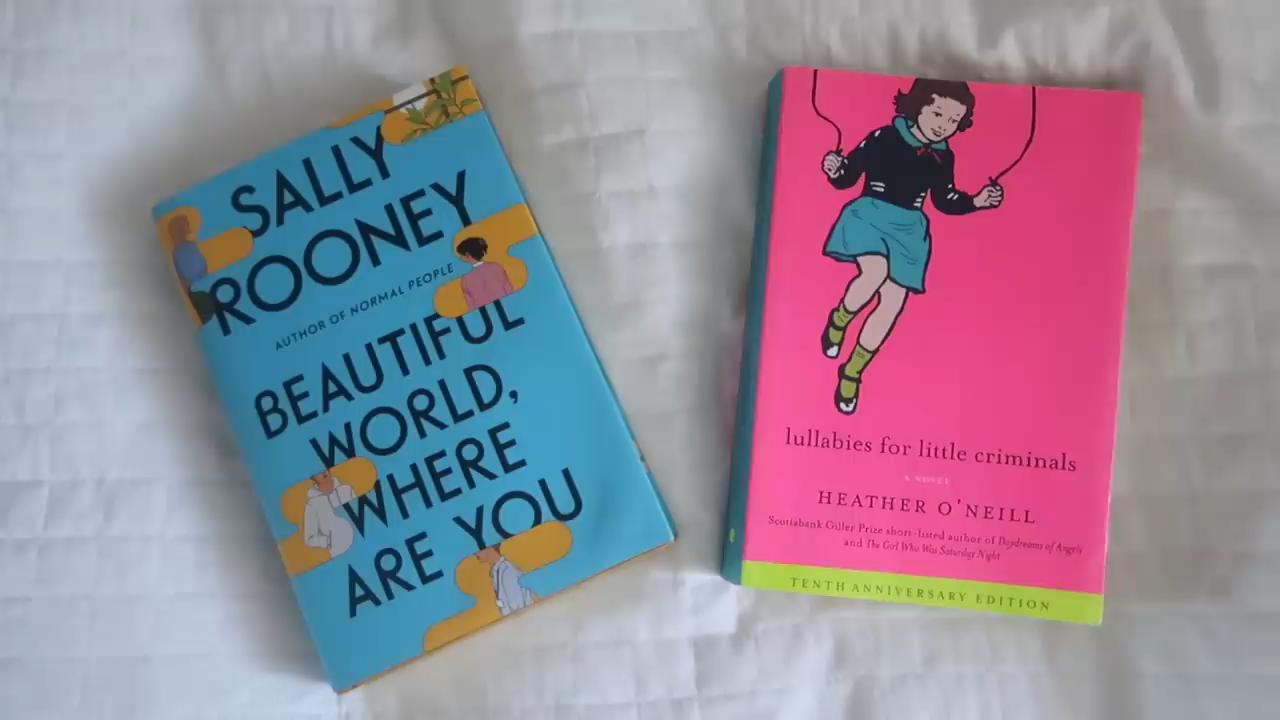 SALLY
ROONEY
AUTHOR OF NORMAL PEOPLE
BEAUTIFUL
WORLD,
WHERE
ARE YOU
lullabies for little criminals
A NOVEL
HEATHER O'NEILL
Scotiabank Giller Prize short-listed author of Daydreams of Angels
and The Girl Who Was Saturday Night
TENTH ANNIVERSARY EDITION